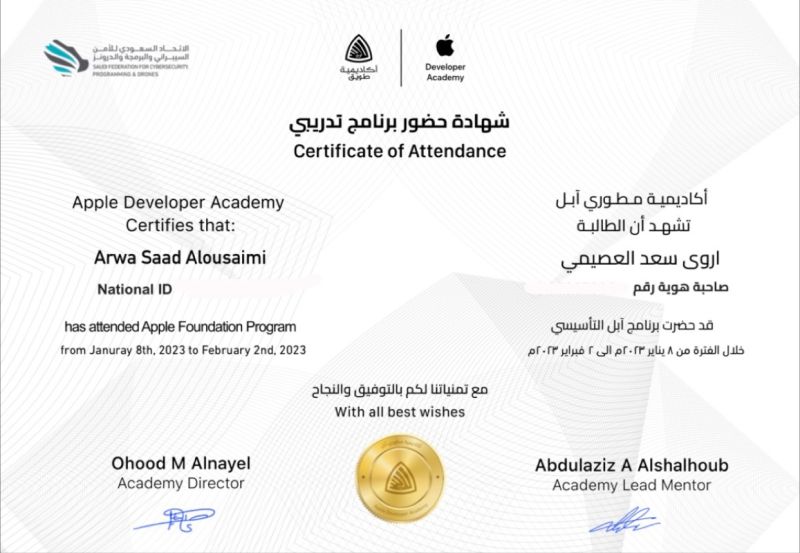 الاتحاد السعودي للأمن
السيبراني والبرمجة والدرونز
SAUDI FEDERATION FOR CYBERSECURITY
PROGRAMMING & DRONES
أكاديمية
طويق
Developer
Academy
شهادة حضور برنامج تدريبي
Certificate of Attendance
Apple Developer Academy
Certifies that:
Arwa Saad Alousaimi
National ID
has attended Apple Foundation Program
from Januray 8th, 2023 to February 2nd, 2023
أكاديمية مطوري آبل
تشهد أن الطالبة
اروى سعد العصيمي
صاحبة هوية رقم
قد حضرت برنامج آبل التأسيسي
خلال الفترة من ٨ يناير ٢٠٢٣م الى ٢ فبراير ٢٠٢٣م
مع تمنياتنا لكم بالتوفيق والنجاح
With all best wishes
Ohood M Alnayel
Academy Director
Apple Developer Academy
Abdulaziz A Alshalhoub
Academy Lead Mentor